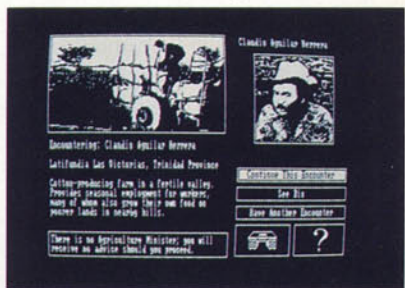 Claudio Aguilar Herrera
Encountering: Claudio Aguilar Herrera
Latifundia Las Victorias, Trinidad Province
Cotton-producing farm in a fertile valley.
Provides seasonal employment for workers,
many of whom also grow their own food on
poorer lands in nearby hills.
There is no Agriculture Minister; you will
receive no advice should you proceed.
Continue This Encounter
See Bio
Have Another Encounter
?